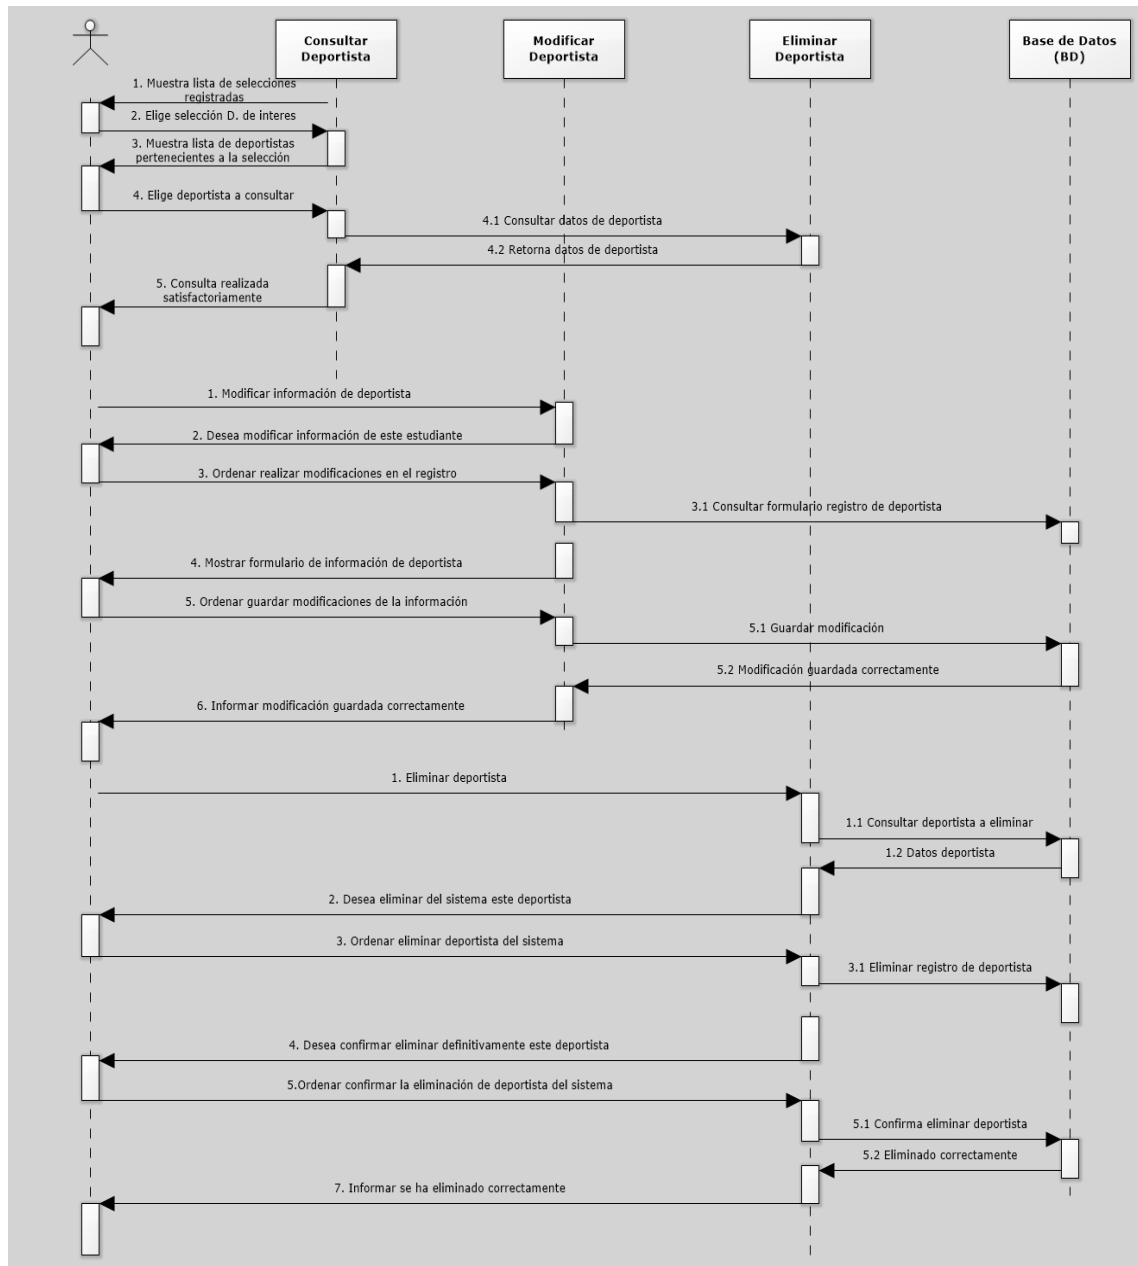 Consultar
Deportista
Modificar
Deportista
Eliminar
Deportista
Base de Datos
(BD)
1. Muestra lista de selecciones
registradas
2. Elige selección D. de interes
3. Muestra lista de deportistas
pertenecientes a la selección
4. Elige deportista a consultar
4.1 Consultar datos de deportista
4.2 Retorna datos de deportista
5. Consulta realizada
satisfactoriamente
1. Modificar información de deportista
2. Desea modificar información de este estudiante
3. Ordenar realizar modificaciones en el registro
3.1 Consultar formulario registro de deportista
4. Mostrar formulario de información de deportista
5. Ordenar guardar modificaciones de la información
5.1 Guardar modificación
5.2 Modificación guardada correctamente
6. Informar modificación guardada correctamente
1. Eliminar deportista
1.1 Consultar deportista a eliminar
1.2 Datos deportista
2. Desea eliminar del sistema este deportista
3. Ordenar eliminar deportista del sistema
3.1 Eliminar registro de deportista
4. Desea confirmar eliminar definitivamente este deportista
5.Ordenar confirmar la eliminación de deportista del sistema
5.1 Confirma eliminar deportista
5.2 Eliminado correctamente
7. Informar se ha eliminado correctamente